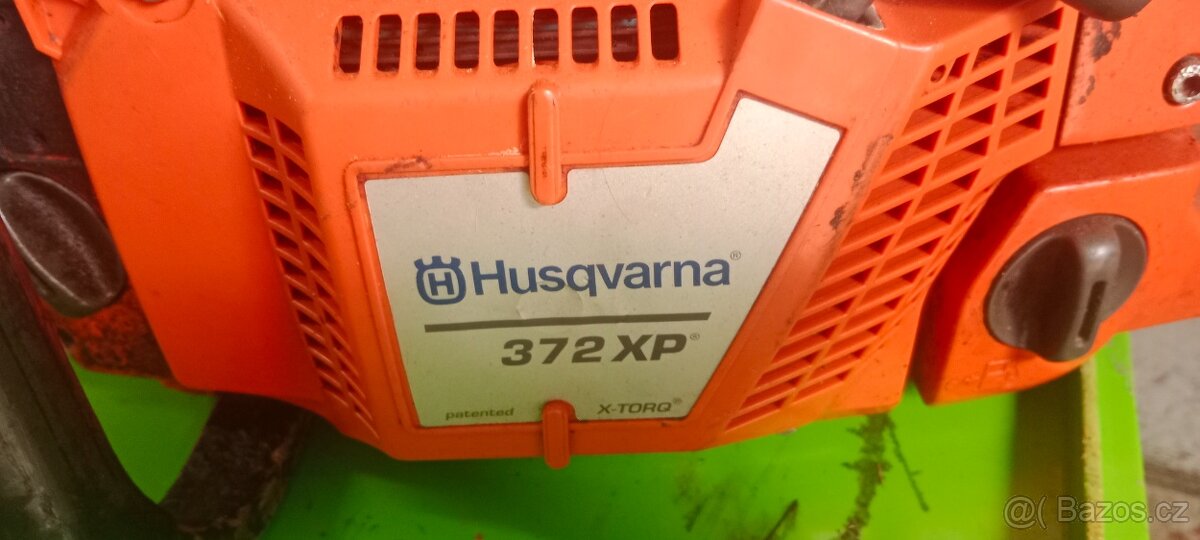 Husqvarna®
372 XP®
patented X-TORQ®
@( Bazos.cz